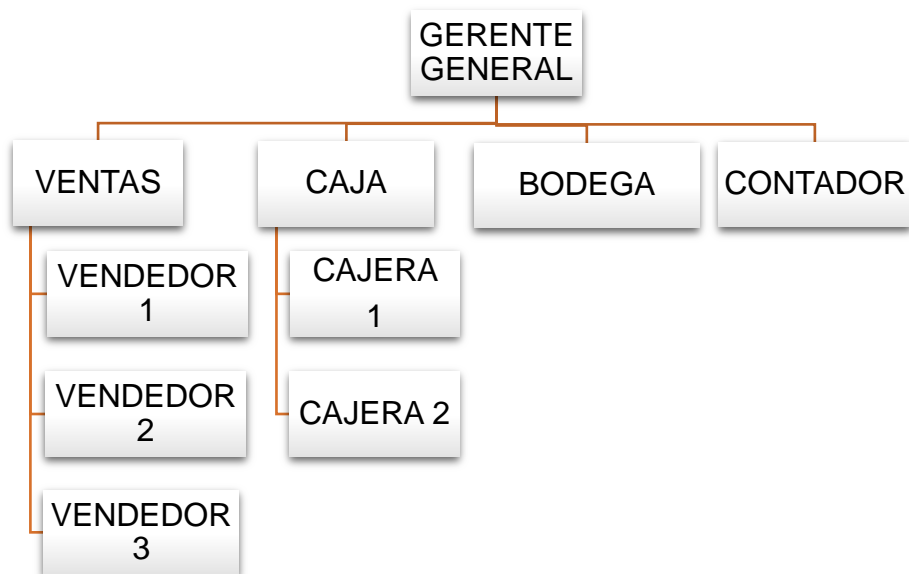 GERENTE
GENERAL
VENTAS
CAJA
BODEGA
CONTADOR
VENDEDOR
1
CAJERA
1
VENDEDOR
2
CAJERA 2
VENDEDOR
3